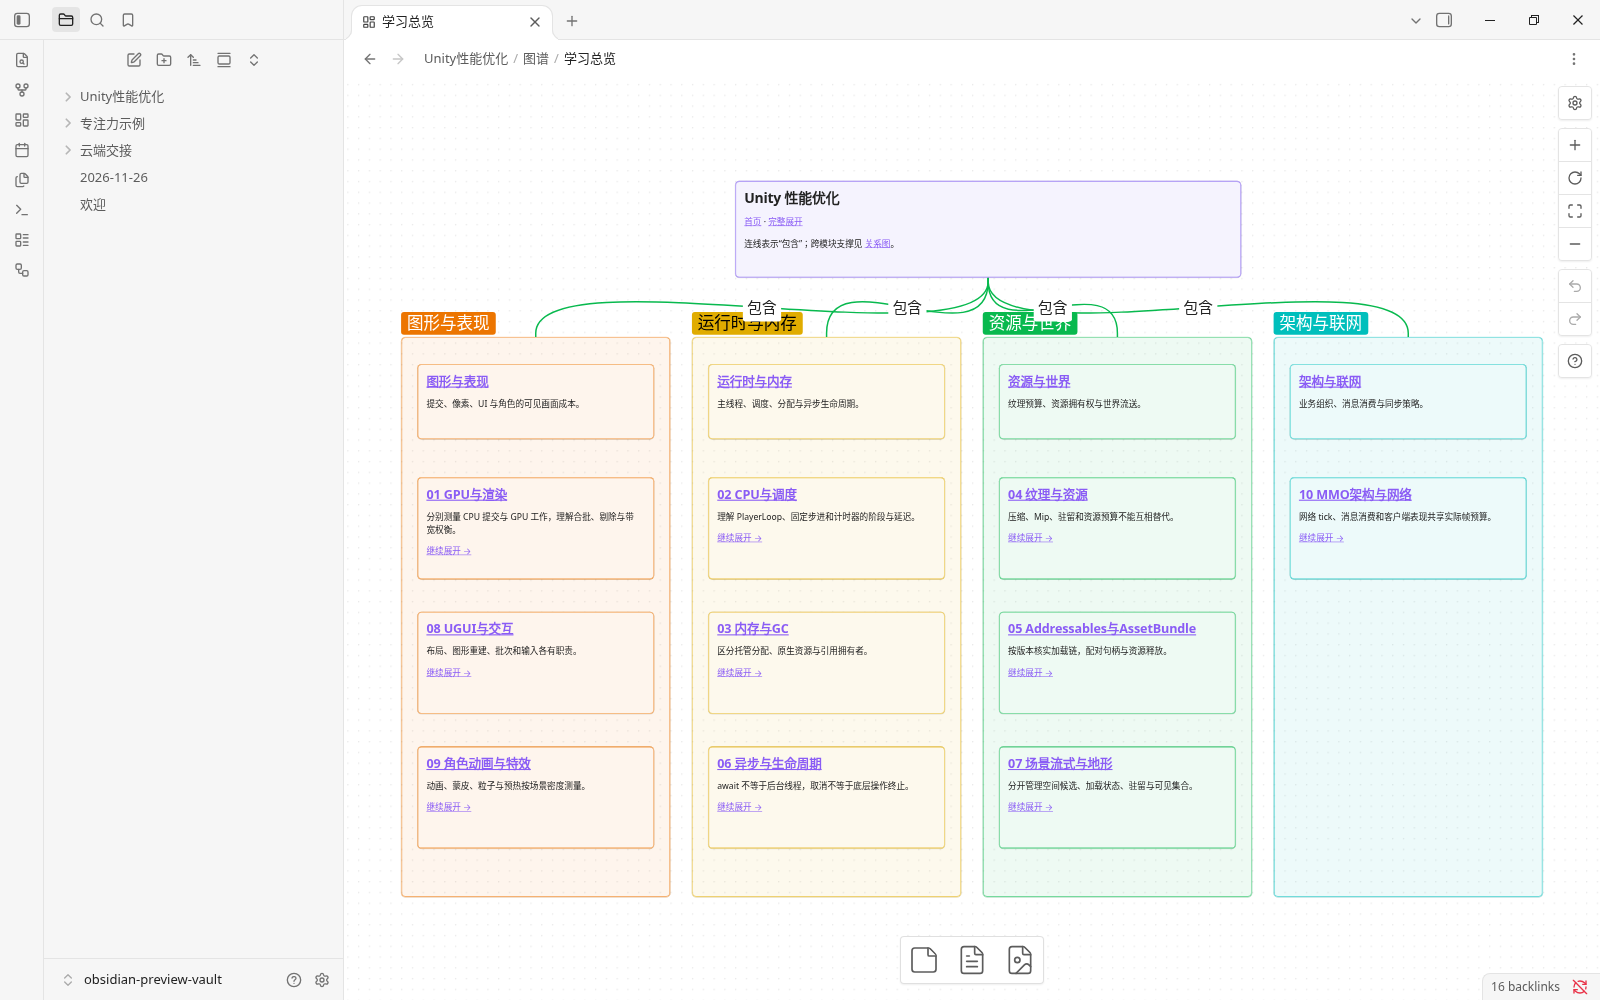 学习总览
Unity性能优化 / 图谱 / 学习总览
Unity性能优化
专注力示例
云端交接
2026-11-26
欢迎
Unity 性能优化
首页 · 完整展开
连线表示“包含”；跨模块支撑见 关系图。
包含
包含
包含
包含
图形与表现
图形与表现
提交、像素、UI 与角色的可见画面成本。
01 GPU与渲染
分别测量 CPU 提交与 GPU 工作，理解合批、剔除与带
宽权衡。
继续展开 →
08 UGUI与交互
布局、图形重建、批次和输入各有职责。
继续展开 →
09 角色动画与特效
动画、蒙皮、粒子与预热按场景密度测量。
继续展开 →
运行时与内存
运行时与内存
主线程、调度、分配与异步生命周期。
02 CPU与调度
理解 PlayerLoop、固定步进和计时器的阶段与延迟。
继续展开 →
03 内存与GC
区分托管分配、原生资源与引用拥有者。
继续展开 →
06 异步与生命周期
await 不等于后台线程，取消不等于底层操作终止。
继续展开 →
资源与世界
资源与世界
纹理预算、资源拥有权与世界流送。
04 纹理与资源
压缩、Mip、驻留和资源预算不能互相替代。
继续展开 →
05 Addressables与AssetBundle
按版本核实加载链，配对句柄与资源释放。
继续展开 →
07 场景流式与地形
分开管理空间候选、加载状态、驻留与可见集合。
继续展开 →
架构与联网
架构与联网
业务组织、消息消费与同步策略。
10 MMO架构与网络
网络 tick、消息消费和客户端表现共享实际帧预算。
继续展开 →
obsidian-preview-vault
16 backlinks